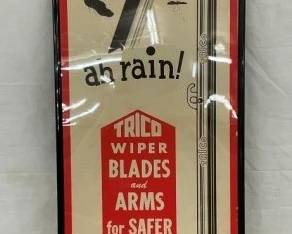 ah rain!
TRICO
WIPER
BLADES
and
ARMS
for SAFER